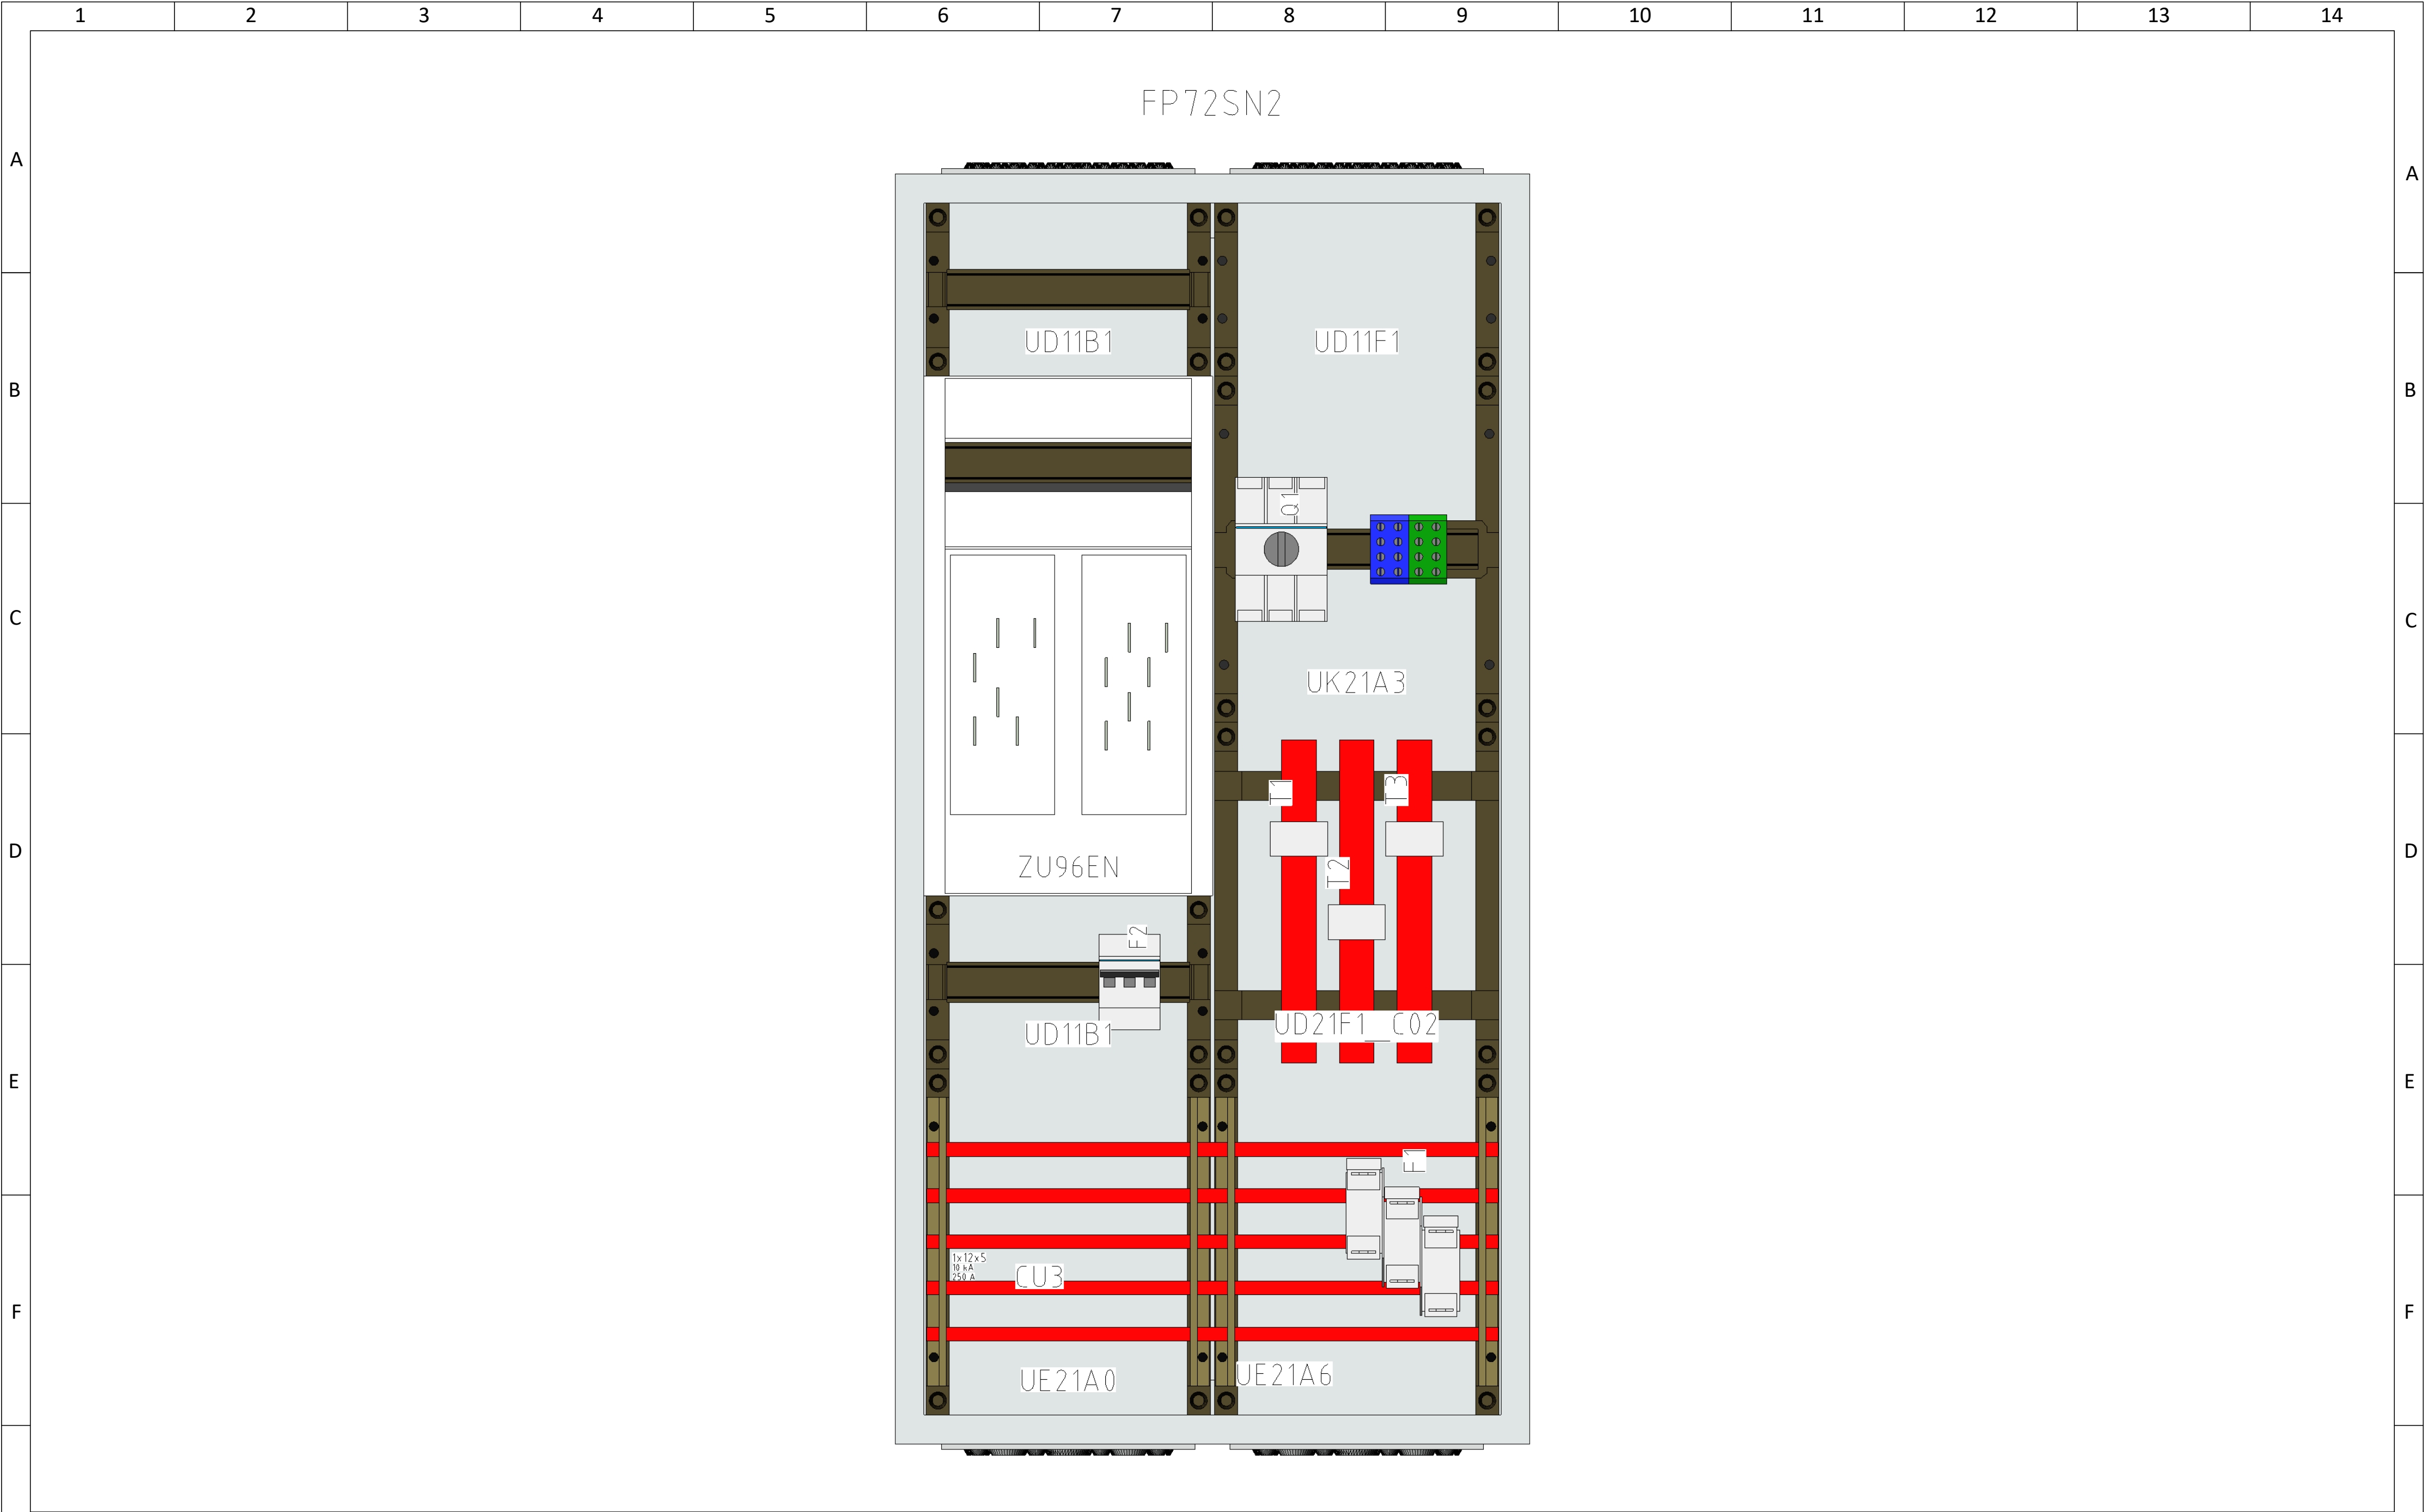 1 2 3 4 5 6 7 8 9 10 11 12 13 14
FP72SN2
A A
UD11B1 UD11F1
B B
Q1
C C
UK21A3
T1 T3
D D
ZU96EN T2
F2
UD11B1 UD21F1_C02
E E
F1
1x12x5
10 kA
250 A
CU3
F F
UE21A0 UE21A6